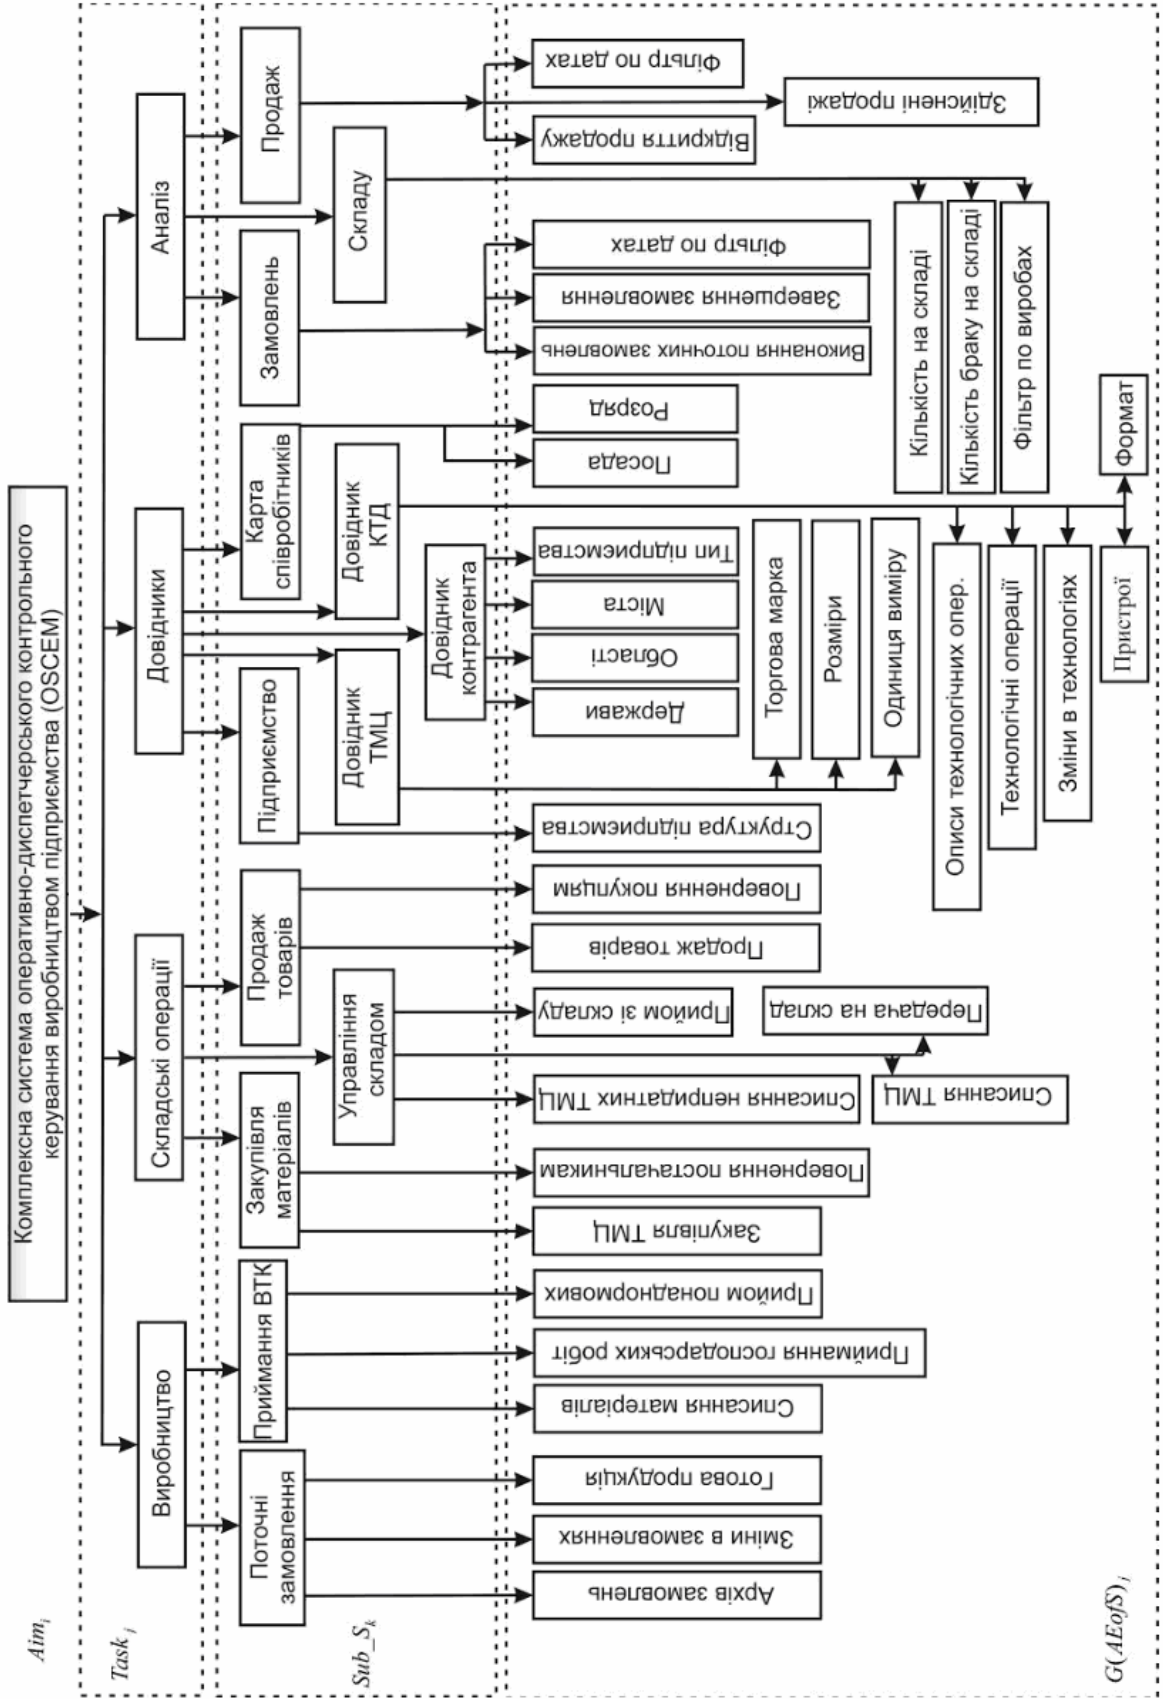 Aim i
Комплексна система оперативно-диспетчерського контрольного
керування виробництвом підприємства (OSCEM)
Task j
Виробництво
Складські операції
Довідники
Аналіз
Sub_S k
Поточні
замовлення
Приймання ВТК
Закупівля
матеріалів
Управління
складом
Продаж
товарів
Підприємство
Довідник
ТМЦ
Довідник
контрагента
Довідник
КТД
Карта
співробітників
Замовлень
Складу
Продаж
G(AEofS) i
Архів замовлень
Зміни в замовленнях
Готова продукція
Списання матеріалів
Приймання господарських робіт
Прийом понаднормових
Закупівля ТМЦ
Повернення постачальникам
Списання непридатних ТМЦ
Списання ТМЦ
Передача на склад
Прийом зі складу
Продаж товарів
Повернення покупцям
Структура підприємства
Торгова марка
Розміри
Одиниця виміру
Держави
Області
Міста
Тип підприємства
Описи технологічних опер.
Технологічні операції
Зміни в технологіях
Пристрої
Формат
Посада
Розряд
Виконання поточних замовлень
Завершення замовлення
Фільтр по датах
Кількість на складі
Кількість браку на складі
Фільтр по виробах
Відкриття продажу
Здійснені продажі
Фільтр по датах